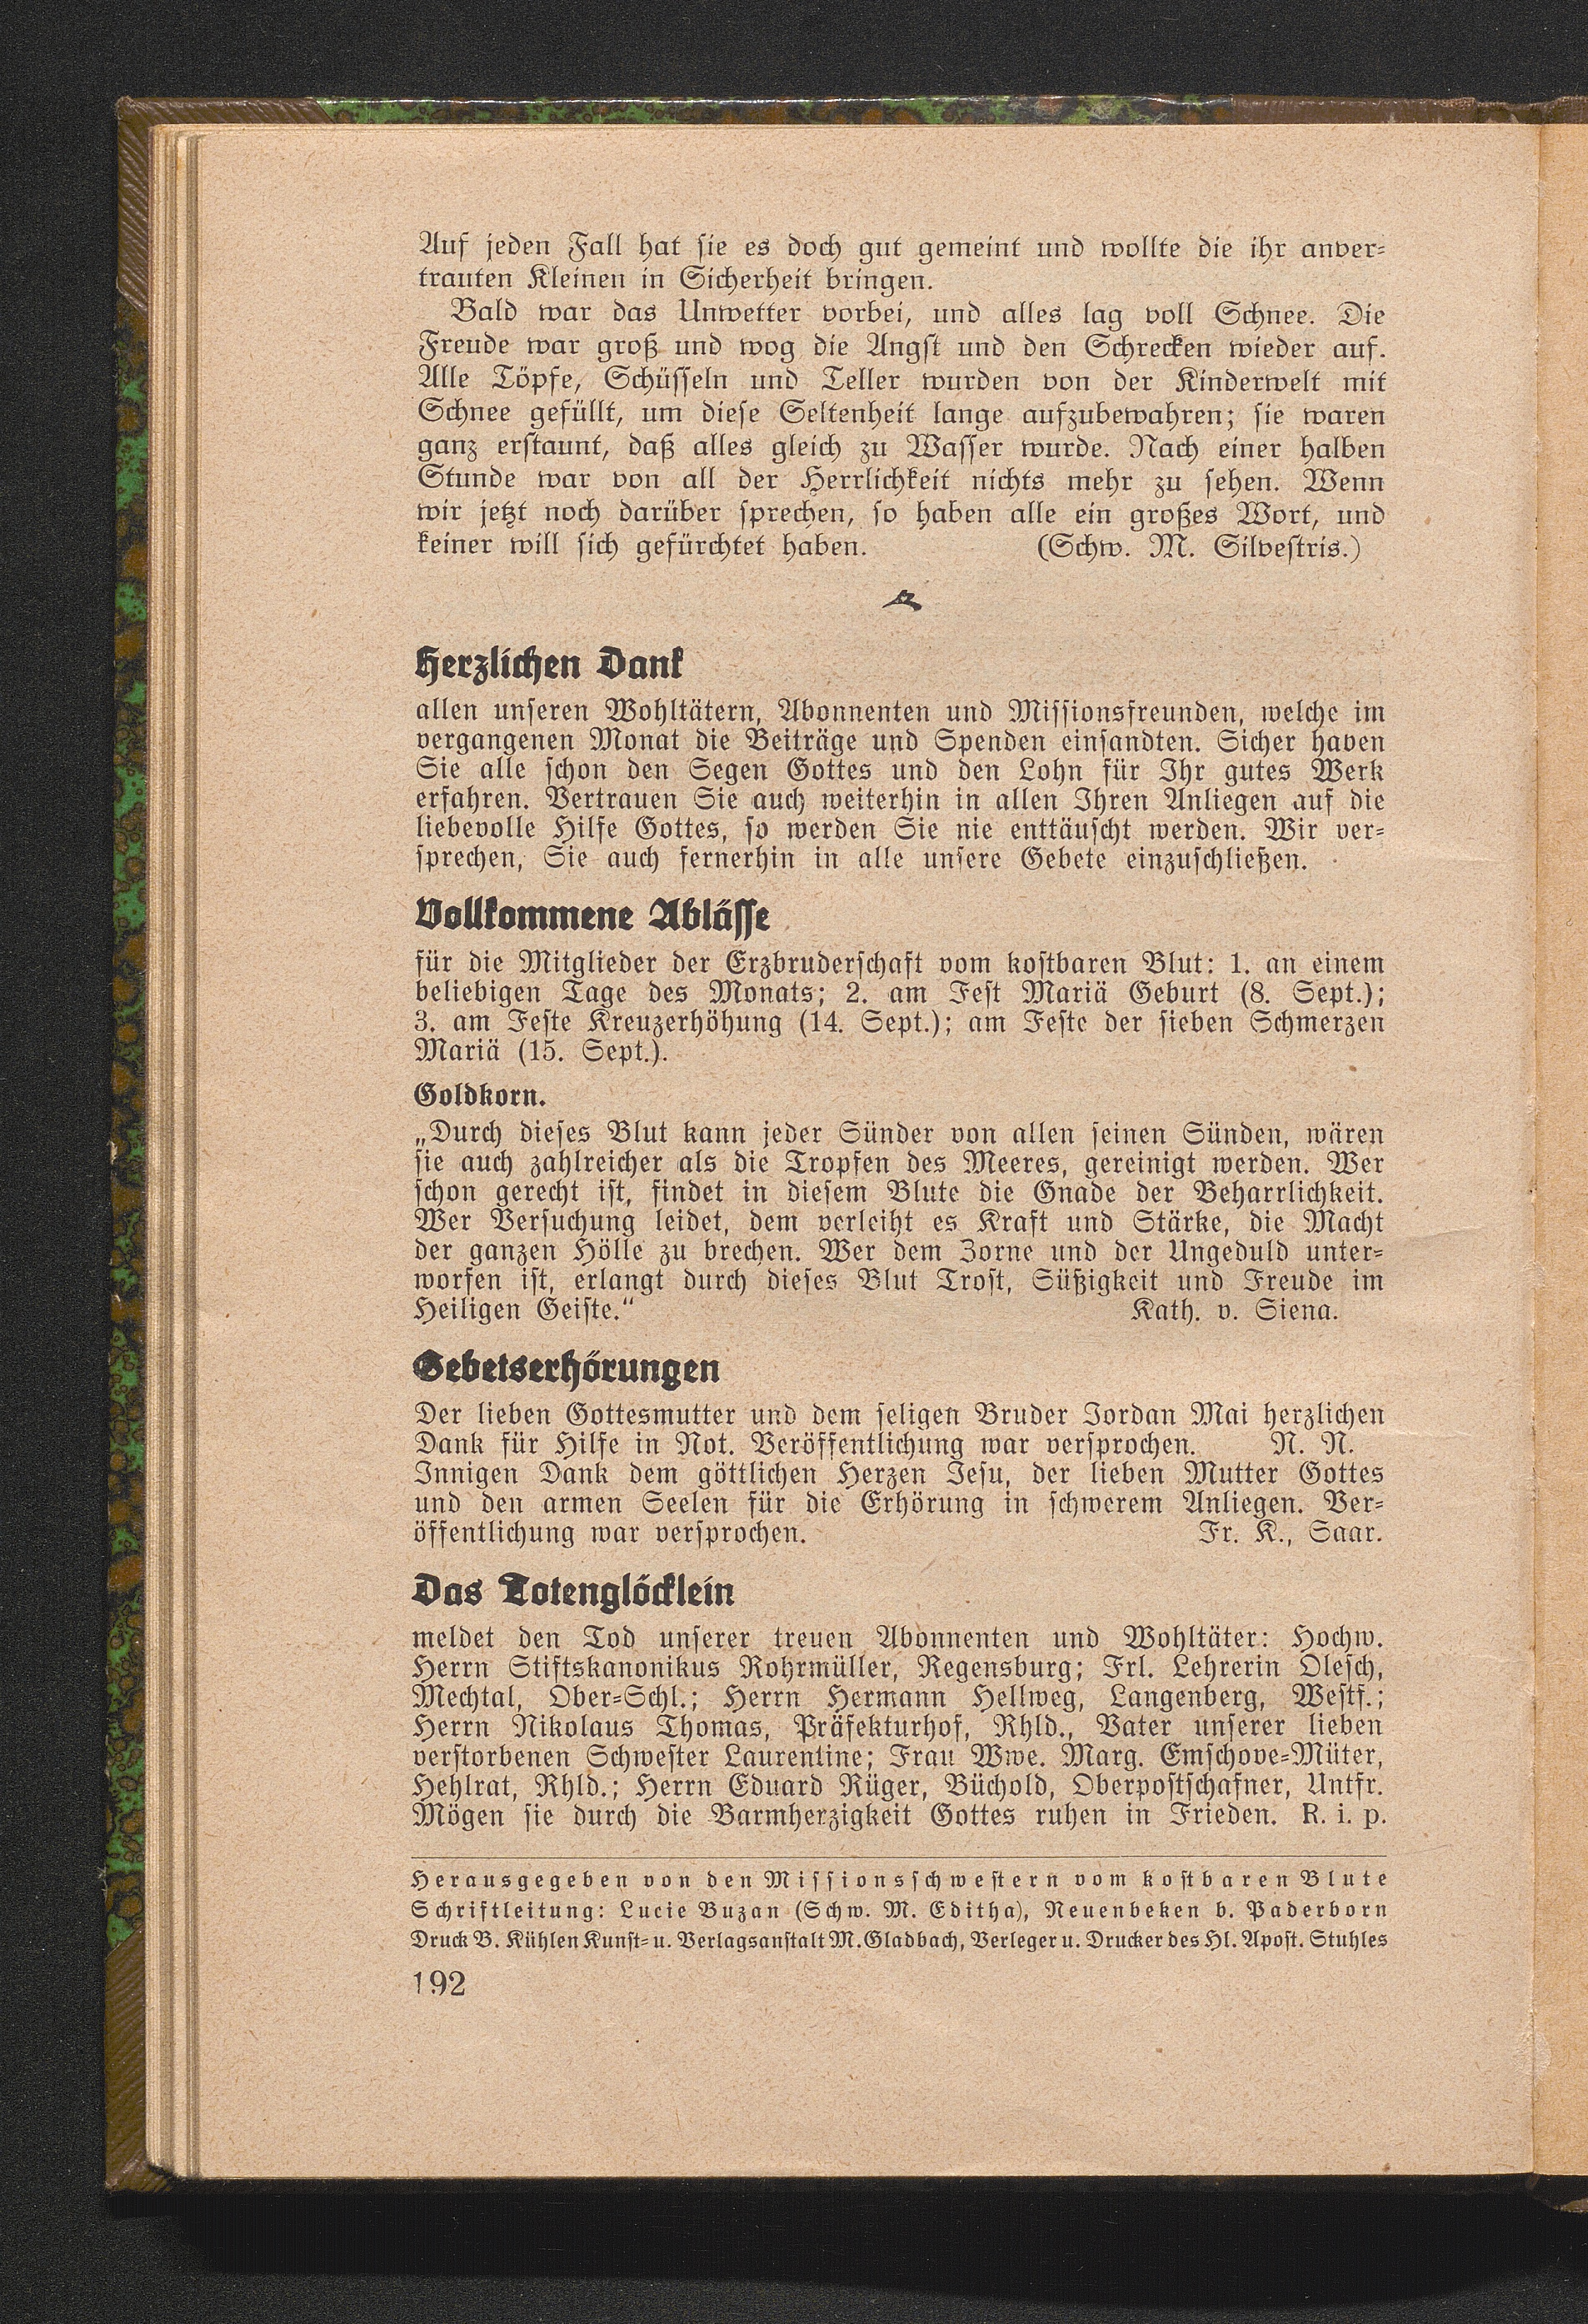 Auf jeden Fall hat sie es doch gut gemeint und wollte die ihr anver-
trauten Kleinen in Sicherheit bringen.
Bald war das Unwetter vorbei, und alles lag voll Schnee. Die
Freude war groß und wog die Angst und den Schrecken wieder auf.
Alle Töpfe, Schüsseln und Teller wurden von der Kinderwelt mit
Schnee gefüllt, um diese Seltenheit lange aufzubewahren; sie waren
ganz erstaunt, daß alles gleich zu Wasser wurde. Nach einer halben
Stunde war von all der Herrlichkeit nichts mehr zu sehen. Wenn
wir jetzt noch darüber sprechen, so haben alle ein großes Wort, und
keiner will sich gefürchtet haben. (Schw. M. Silvestris.)
Herzlichen Dank
allen unseren Wohltätern, Abonnenten und Missionsfreunden, welche im
vergangenen Monat die Beiträge und Spenden einsandten. Sicher haben
Sie alle schon den Segen Gottes und den Lohn für Ihr gutes Werk
erfahren. Vertrauen Sie auch weiterhin in allen Ihren Anliegen auf die
liebevolle Hilfe Gottes, so werden Sie nie enttäuscht werden. Wir ver-
sprechen, Sie auch fernerhin in alle unsere Gebete einzuschließen.
Vollkommene Ablässe
für die Mitglieder der Erzbruderschaft vom kostbaren Blut: 1. an einem
beliebigen Tage des Monats; 2. am Fest Mariä Geburt (8. Sept.);
3. am Feste Kreuzerhöhung (14. Sept.); am Feste der sieben Schmerzen
Mariä (15. Sept.).
Goldkorn.
„Durch dieses Blut kann jeder Sünder von allen seinen Sünden, wären
sie auch zahlreicher als die Tropfen des Meeres, gereinigt werden. Wer
schon gerecht ist, findet in diesem Blute die Gnade der Beharrlichkeit.
Wer Versuchung leidet, dem verleiht es Kraft und Stärke, die Macht
der ganzen Hölle zu brechen. Wer dem Zorne und der Ungeduld unter-
worfen ist, erlangt durch dieses Blut Trost, Süßigkeit und Freude im
Heiligen Geiste.“ Kath. v. Siena.
Gebetserhörungen
Der lieben Gottesmutter und dem seligen Bruder Jordan Mai herzlichen
Dank für Hilfe in Not. Veröffentlichung war versprochen. N. N.
Innigen Dank dem göttlichen Herzen Jesu, der lieben Mutter Gottes
und den armen Seelen für die Erhörung in schwerem Anliegen. Ver-
öffentlichung war versprochen. Fr. K., Saar.
Das Totenglöcklein
meldet den Tod unserer treuen Abonnenten und Wohltäter: Hochw.
Herrn Stiftskanonikus Rohrmüller, Regensburg; Frl. Lehrerin Olesch,
Mechtal, Ober-Schl.; Herrn Hermann Hellweg, Langenberg, Westf.;
Herrn Nikolaus Thomas, Präfekturhof, Rhld., Vater unserer lieben
verstorbenen Schwester Laurentine; Frau Wwe. Marg. Emschove-Müter,
Hehlrat, Rhld.; Herrn Eduard Rüger, Büchold, Oberpostschafner, Untfr.
Mögen sie durch die Barmherzigkeit Gottes ruhen in Frieden. R. i. p.
Herausgegeben von den Missionsschwestern vom kostbaren Blute
Schriftleitung: Lucie Buzan (Schw. M. Editha), Neuenbeken b. Paderborn
Druck B. Kühlen Kunst- u. Verlagsanstalt M. Gladbach, Verleger u. Drucker des Hl. Apost. Stuhles
192